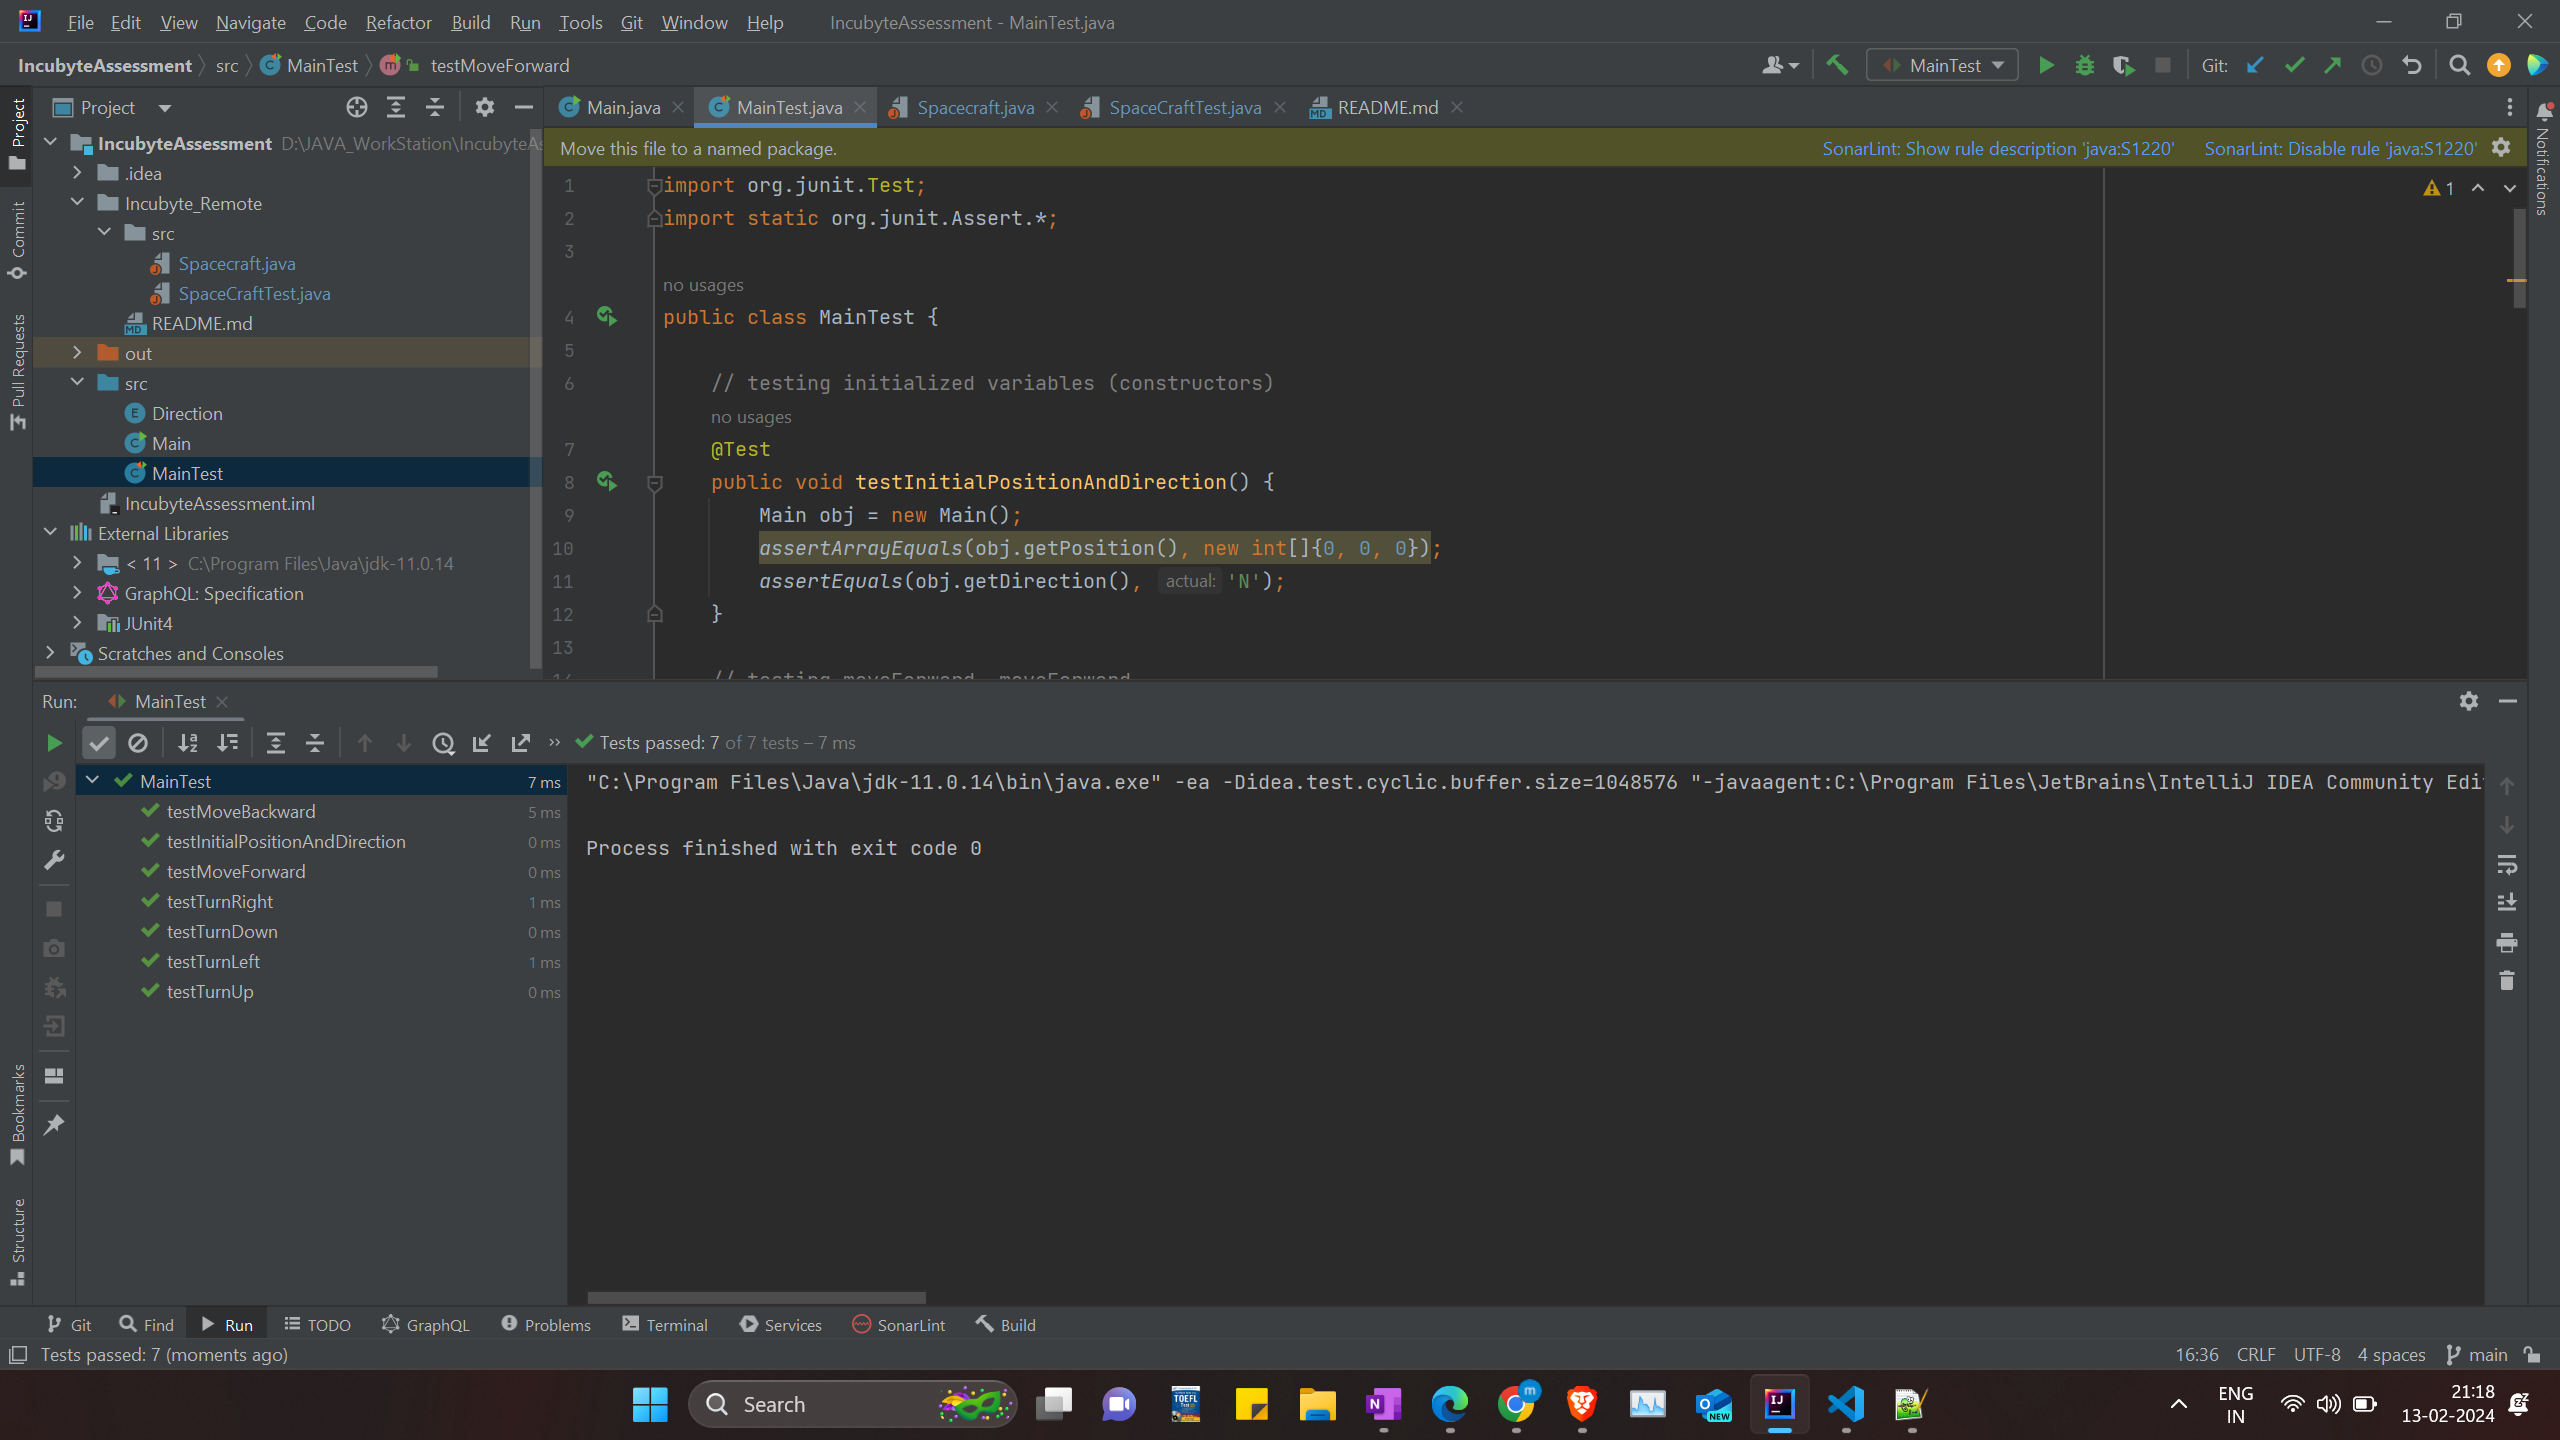 File Edit View Navigate Code Refactor Build Run Tools Git Window Help IncubyteAssessment - MainTest.java
IncubyteAssessment src MainTest testMoveForward MainTest Git:
Project
Main.java MainTest.java Spacecraft.java SpaceCraftTest.java README.md
Move this file to a named package. SonarLint: Show rule description 'java:S1220' SonarLint: Disable rule 'java:S1220'
Project
Commit
Pull Requests
Bookmarks
Structure
Notifications
IncubyteAssessment D:\JAVA_WorkStation\IncubyteAs
.idea
Incubyte_Remote
src
Spacecraft.java
SpaceCraftTest.java
README.md
out
src
Direction
Main
MainTest
IncubyteAssessment.iml
External Libraries
< 11 > C:\Program Files\Java\jdk-11.0.14
GraphQL: Specification
JUnit4
Scratches and Consoles
1 import org.junit.Test;
2 import static org.junit.Assert.*;
3
no usages
4 public class MainTest {
5
6 // testing initialized variables (constructors)
no usages
7 @Test
8 public void testInitialPositionAndDirection() {
9 Main obj = new Main();
10 assertArrayEquals(obj.getPosition(), new int[]{0, 0, 0});
11 assertEquals(obj.getDirection(), actual: 'N');
12 }
13
14 // testing moveForward, moveForward
1
Run: MainTest
Tests passed: 7 of 7 tests – 7 ms
MainTest 7 ms
testMoveBackward 5 ms
testInitialPositionAndDirection 0 ms
testMoveForward 0 ms
testTurnRight 1 ms
testTurnDown 0 ms
testTurnLeft 1 ms
testTurnUp 0 ms
"C:\Program Files\Java\jdk-11.0.14\bin\java.exe" -ea -Didea.test.cyclic.buffer.size=1048576 "-javaagent:C:\Program Files\JetBrains\IntelliJ IDEA Community Edi
Process finished with exit code 0
Git Find Run TODO GraphQL Problems Terminal Services SonarLint Build
Tests passed: 7 (moments ago) 16:36 CRLF UTF-8 4 spaces main
Search
ENG
IN
21:18
13-02-2024